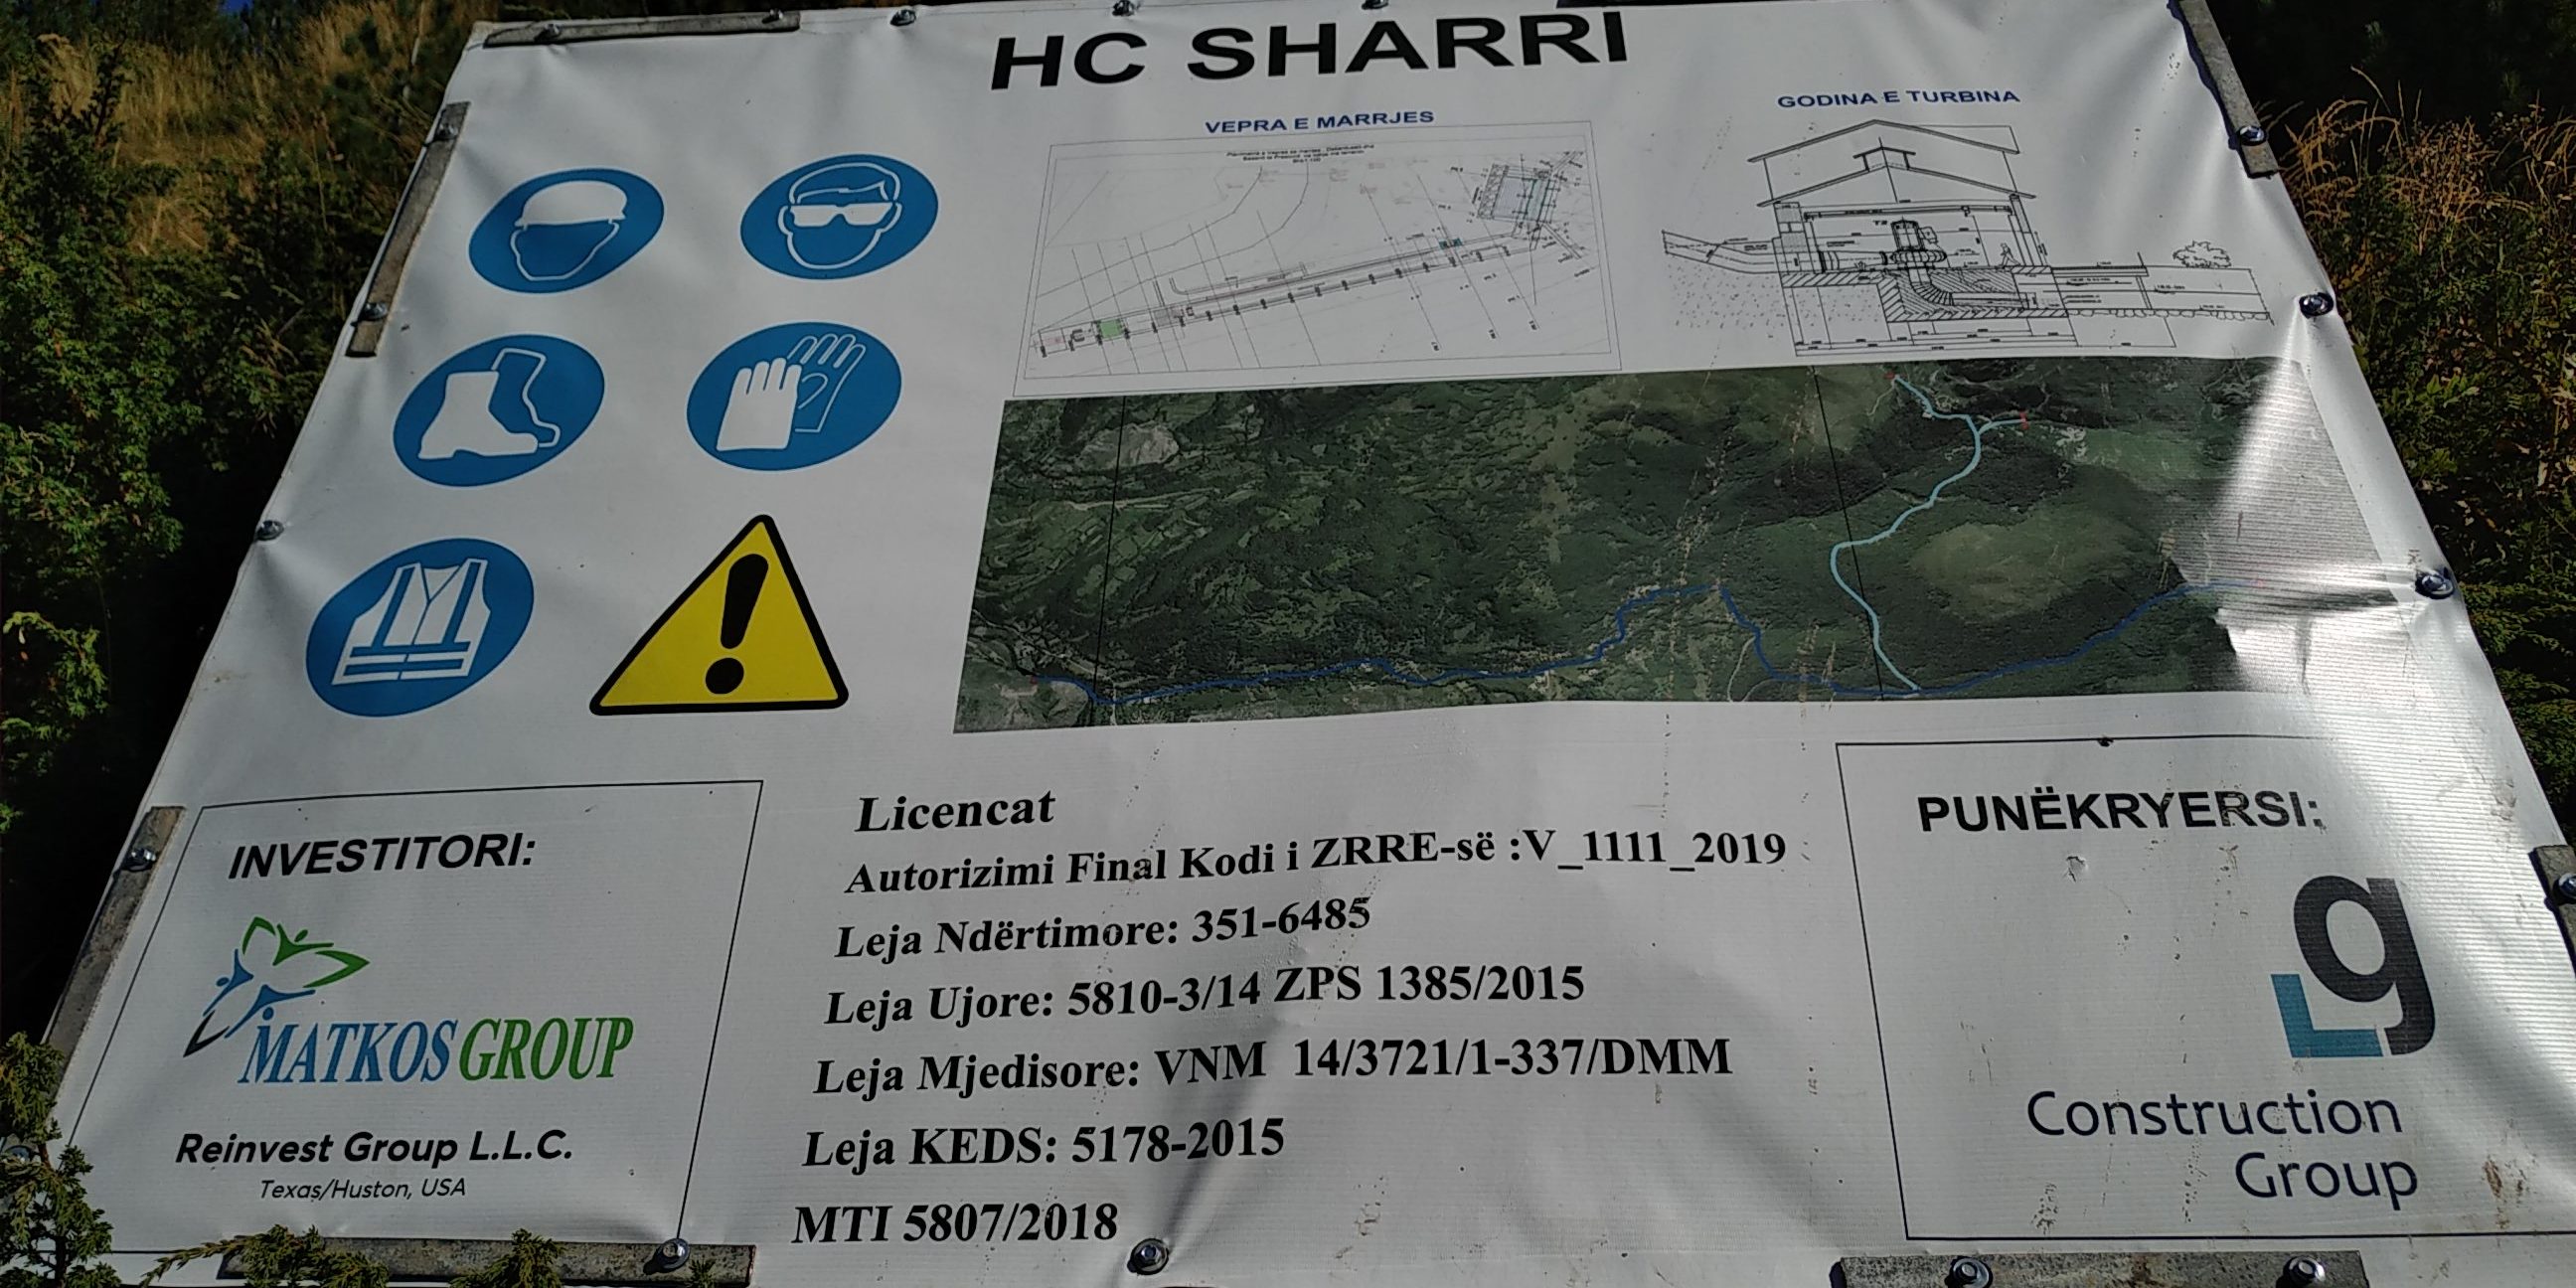 HC SHARRI
VEPRA E MARRJES
GODINA E TURBINA
INVESTITORI:
MATKOS GROUP
Reinvest Group L.L.C.
Texas/Huston, USA
Licencat
Autorizimi Final Kodi i ZRRE-së :V_1111_2019
Leja Ndërtimore: 351-6485
Leja Ujore: 5810-3/14 ZPS 1385/2015
Leja Mjedisore: VNM 14/3721/1-337/DMM
Leja KEDS: 5178-2015
MTI 5807/2018
PUNËKRYERSI:
Lg
Construction
Group